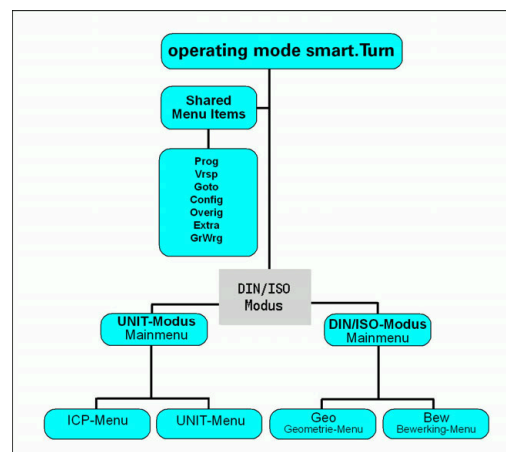 operating mode smart.Turn
Shared
Menu Items
Prog
Vrsp
Goto
Config
Overig
Extra
GrWrg
DIN/ISO
Modus
UNIT-Modus
Mainmenu
DIN/ISO-Modus
Mainmenu
ICP-Menu
UNIT-Menu
Geo
Geometrie-Menu
Bew
Bewerking-Menu